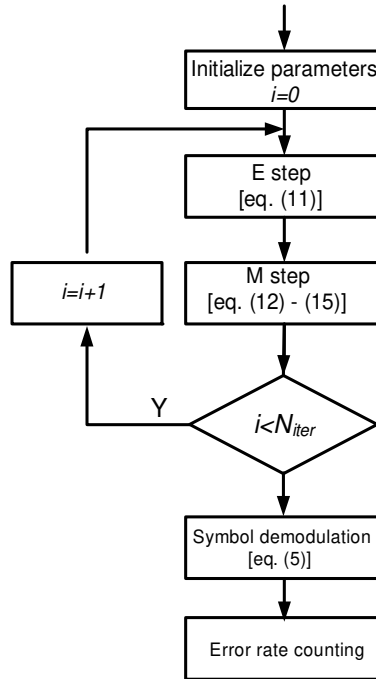 Initialize parameters
i=0
E step
[eq. (11)]
M step
[eq. (12) - (15)]
i=i+1
Y
i<Niter
Symbol demodulation
[eq. (5)]
Error rate counting